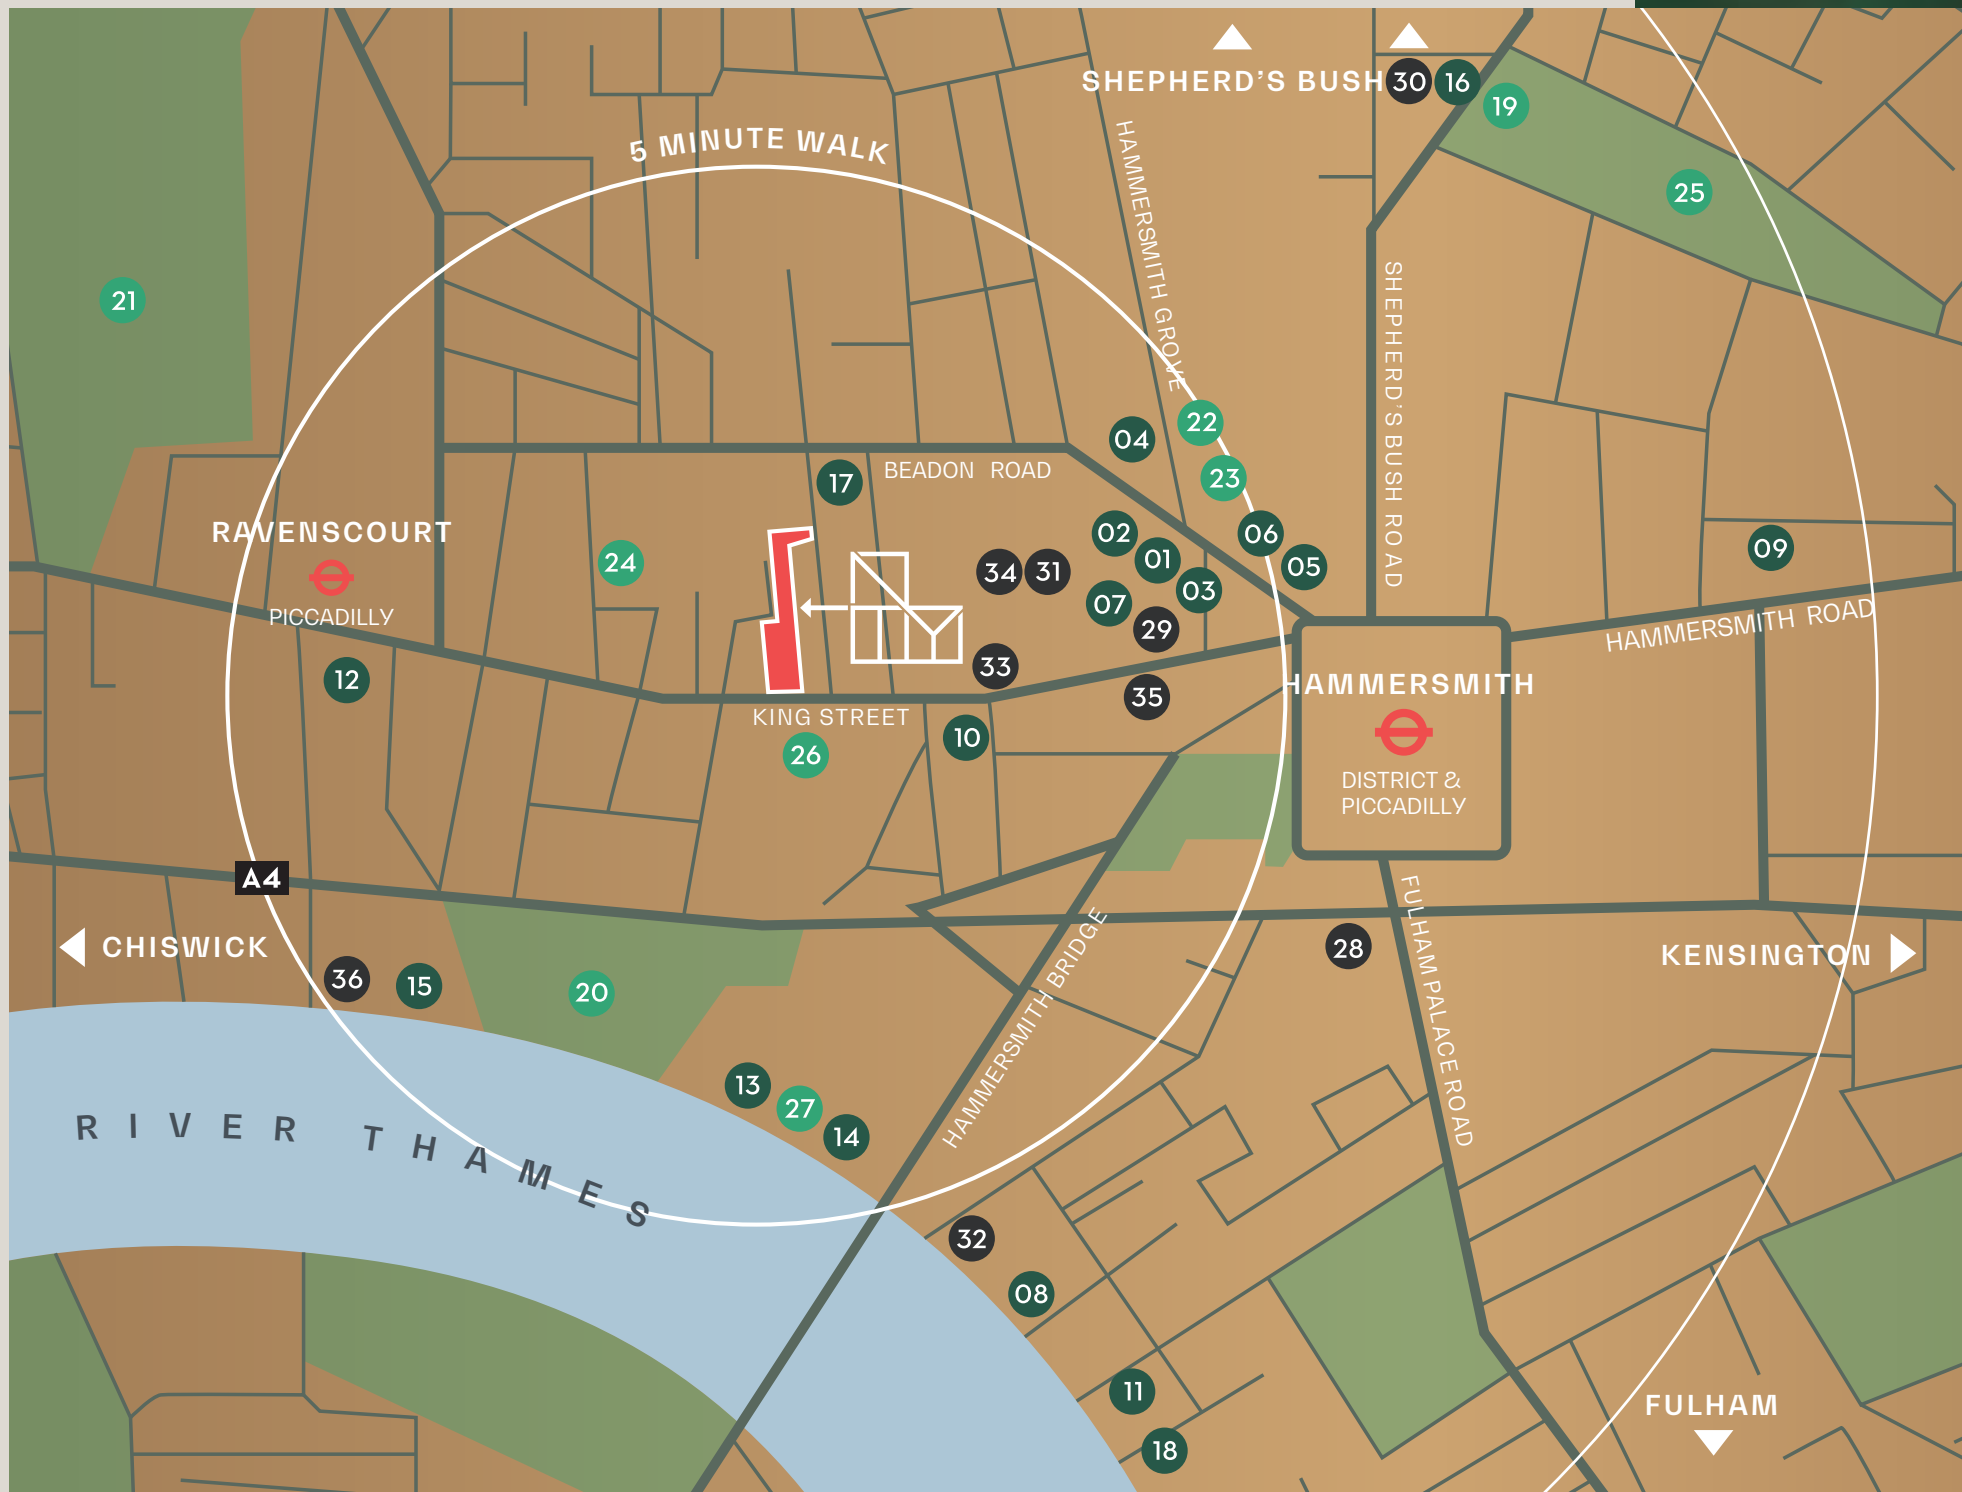 SHEPHERD’S BUSH
30
16
19
5 MINUTE WALK
HAMMERSMITH GROVE
25
SHEPHERD’S BUSH ROAD
21
22
04
BEADON ROAD
17
23
RAVENSCOURT
PICCADILLY
24
02
06
01
05
09
34
31
07
03
29
HAMMERSMITH ROAD
33
12
35
HAMMERSMITH
DISTRICT &
PICCADILLY
KING STREET
10
26
A4
CHISWICK
36
15
20
HAMMERSMITH BRIDGE
28
FULHAM PALACE ROAD
KENSINGTON
13
27
14
RIVER THAMES
32
08
11
18
FULHAM